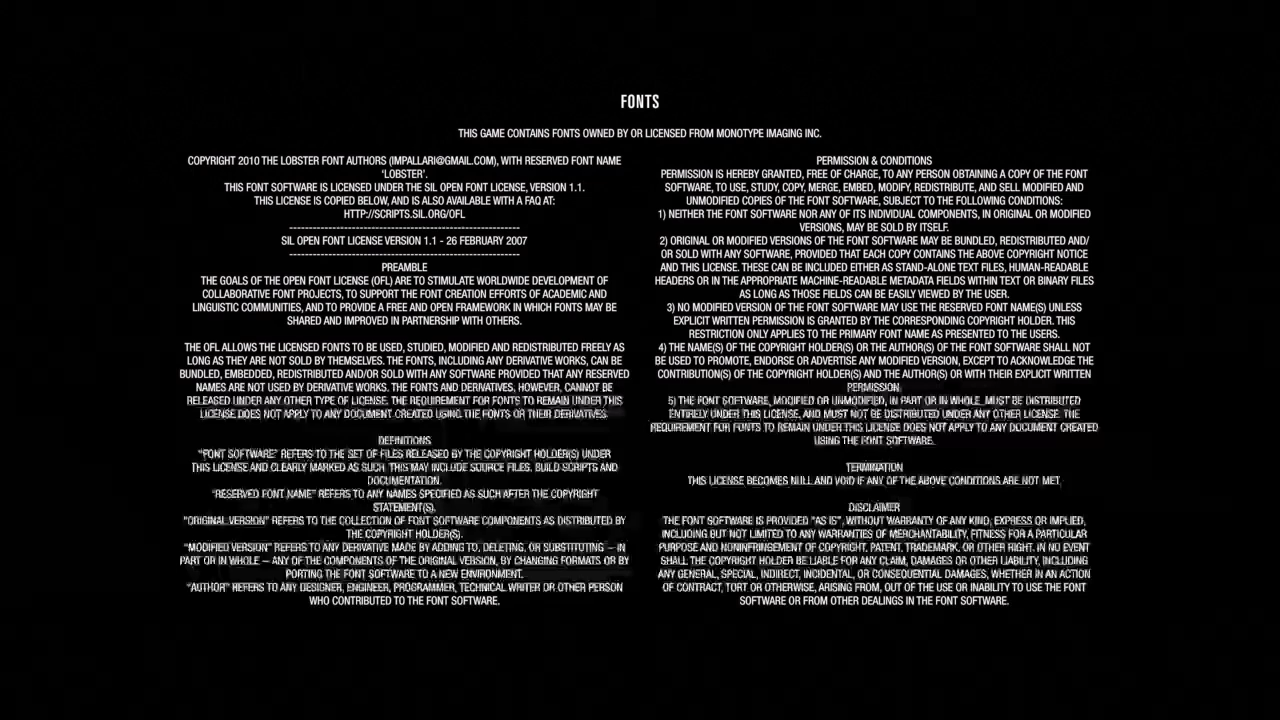 FONTS
THIS GAME CONTAINS FONTS OWNED BY OR LICENSED FROM MONOTYPE IMAGING INC.
COPYRIGHT 2010 THE LOBSTER FONT AUTHORS (IMPALLARI@GMAIL.COM), WITH RESERVED FONT NAME
'LOBSTER'.
THIS FONT SOFTWARE IS LICENSED UNDER THE SIL OPEN FONT LICENSE, VERSION 1.1.
THIS LICENSE IS COPIED BELOW, AND IS ALSO AVAILABLE WITH A FAQ AT:
HTTP://SCRIPTS.SIL.ORG/OFL
-----------------------------------------------------------
SIL OPEN FONT LICENSE VERSION 1.1 - 26 FEBRUARY 2007
-----------------------------------------------------------
PREAMBLE
THE GOALS OF THE OPEN FONT LICENSE (OFL) ARE TO STIMULATE WORLDWIDE DEVELOPMENT OF
COLLABORATIVE FONT PROJECTS, TO SUPPORT THE FONT CREATION EFFORTS OF ACADEMIC AND
LINGUISTIC COMMUNITIES, AND TO PROVIDE A FREE AND OPEN FRAMEWORK IN WHICH FONTS MAY BE
SHARED AND IMPROVED IN PARTNERSHIP WITH OTHERS.
THE OFL ALLOWS THE LICENSED FONTS TO BE USED, STUDIED, MODIFIED AND REDISTRIBUTED FREELY AS
LONG AS THEY ARE NOT SOLD BY THEMSELVES. THE FONTS, INCLUDING ANY DERIVATIVE WORKS, CAN BE
BUNDLED, EMBEDDED, REDISTRIBUTED AND/OR SOLD WITH ANY SOFTWARE PROVIDED THAT ANY RESERVED
NAMES ARE NOT USED BY DERIVATIVE WORKS. THE FONTS AND DERIVATIVES, HOWEVER, CANNOT BE
RELEASED UNDER ANY OTHER TYPE OF LICENSE. THE REQUIREMENT FOR FONTS TO REMAIN UNDER THIS
LICENSE DOES NOT APPLY TO ANY DOCUMENT CREATED USING THE FONTS OR THEIR DERIVATIVES.
DEFINITIONS
"FONT SOFTWARE" REFERS TO THE SET OF FILES RELEASED BY THE COPYRIGHT HOLDER(S) UNDER
THIS LICENSE AND CLEARLY MARKED AS SUCH. THIS MAY INCLUDE SOURCE FILES, BUILD SCRIPTS AND
DOCUMENTATION.
"RESERVED FONT NAME" REFERS TO ANY NAMES SPECIFIED AS SUCH AFTER THE COPYRIGHT
STATEMENT(S).
"ORIGINAL VERSION" REFERS TO THE COLLECTION OF FONT SOFTWARE COMPONENTS AS DISTRIBUTED BY
THE COPYRIGHT HOLDER(S).
"MODIFIED VERSION" REFERS TO ANY DERIVATIVE MADE BY ADDING TO, DELETING, OR SUBSTITUTING — IN
PART OR IN WHOLE — ANY OF THE COMPONENTS OF THE ORIGINAL VERSION, BY CHANGING FORMATS OR BY
PORTING THE FONT SOFTWARE TO A NEW ENVIRONMENT.
"AUTHOR" REFERS TO ANY DESIGNER, ENGINEER, PROGRAMMER, TECHNICAL WRITER OR OTHER PERSON
WHO CONTRIBUTED TO THE FONT SOFTWARE.
PERMISSION & CONDITIONS
PERMISSION IS HEREBY GRANTED, FREE OF CHARGE, TO ANY PERSON OBTAINING A COPY OF THE FONT
SOFTWARE, TO USE, STUDY, COPY, MERGE, EMBED, MODIFY, REDISTRIBUTE, AND SELL MODIFIED AND
UNMODIFIED COPIES OF THE FONT SOFTWARE, SUBJECT TO THE FOLLOWING CONDITIONS:
1) NEITHER THE FONT SOFTWARE NOR ANY OF ITS INDIVIDUAL COMPONENTS, IN ORIGINAL OR MODIFIED
VERSIONS, MAY BE SOLD BY ITSELF.
2) ORIGINAL OR MODIFIED VERSIONS OF THE FONT SOFTWARE MAY BE BUNDLED, REDISTRIBUTED AND/
OR SOLD WITH ANY SOFTWARE, PROVIDED THAT EACH COPY CONTAINS THE ABOVE COPYRIGHT NOTICE
AND THIS LICENSE. THESE CAN BE INCLUDED EITHER AS STAND-ALONE TEXT FILES, HUMAN-READABLE
HEADERS OR IN THE APPROPRIATE MACHINE-READABLE METADATA FIELDS WITHIN TEXT OR BINARY FILES
AS LONG AS THOSE FIELDS CAN BE EASILY VIEWED BY THE USER.
3) NO MODIFIED VERSION OF THE FONT SOFTWARE MAY USE THE RESERVED FONT NAME(S) UNLESS
EXPLICIT WRITTEN PERMISSION IS GRANTED BY THE CORRESPONDING COPYRIGHT HOLDER. THIS
RESTRICTION ONLY APPLIES TO THE PRIMARY FONT NAME AS PRESENTED TO THE USERS.
4) THE NAME(S) OF THE COPYRIGHT HOLDER(S) OR THE AUTHOR(S) OF THE FONT SOFTWARE SHALL NOT
BE USED TO PROMOTE, ENDORSE OR ADVERTISE ANY MODIFIED VERSION, EXCEPT TO ACKNOWLEDGE THE
CONTRIBUTION(S) OF THE COPYRIGHT HOLDER(S) AND THE AUTHOR(S) OR WITH THEIR EXPLICIT WRITTEN
PERMISSION.
5) THE FONT SOFTWARE, MODIFIED OR UNMODIFIED, IN PART OR IN WHOLE, MUST BE DISTRIBUTED
ENTIRELY UNDER THIS LICENSE, AND MUST NOT BE DISTRIBUTED UNDER ANY OTHER LICENSE. THE
REQUIREMENT FOR FONTS TO REMAIN UNDER THIS LICENSE DOES NOT APPLY TO ANY DOCUMENT CREATED
USING THE FONT SOFTWARE.
TERMINATION
THIS LICENSE BECOMES NULL AND VOID IF ANY OF THE ABOVE CONDITIONS ARE NOT MET.
DISCLAIMER
THE FONT SOFTWARE IS PROVIDED "AS IS", WITHOUT WARRANTY OF ANY KIND, EXPRESS OR IMPLIED,
INCLUDING BUT NOT LIMITED TO ANY WARRANTIES OF MERCHANTABILITY, FITNESS FOR A PARTICULAR
PURPOSE AND NONINFRINGEMENT OF COPYRIGHT, PATENT, TRADEMARK, OR OTHER RIGHT. IN NO EVENT
SHALL THE COPYRIGHT HOLDER BE LIABLE FOR ANY CLAIM, DAMAGES OR OTHER LIABILITY, INCLUDING
ANY GENERAL, SPECIAL, INDIRECT, INCIDENTAL, OR CONSEQUENTIAL DAMAGES, WHETHER IN AN ACTION
OF CONTRACT, TORT OR OTHERWISE, ARISING FROM, OUT OF THE USE OR INABILITY TO USE THE FONT
SOFTWARE OR FROM OTHER DEALINGS IN THE FONT SOFTWARE.